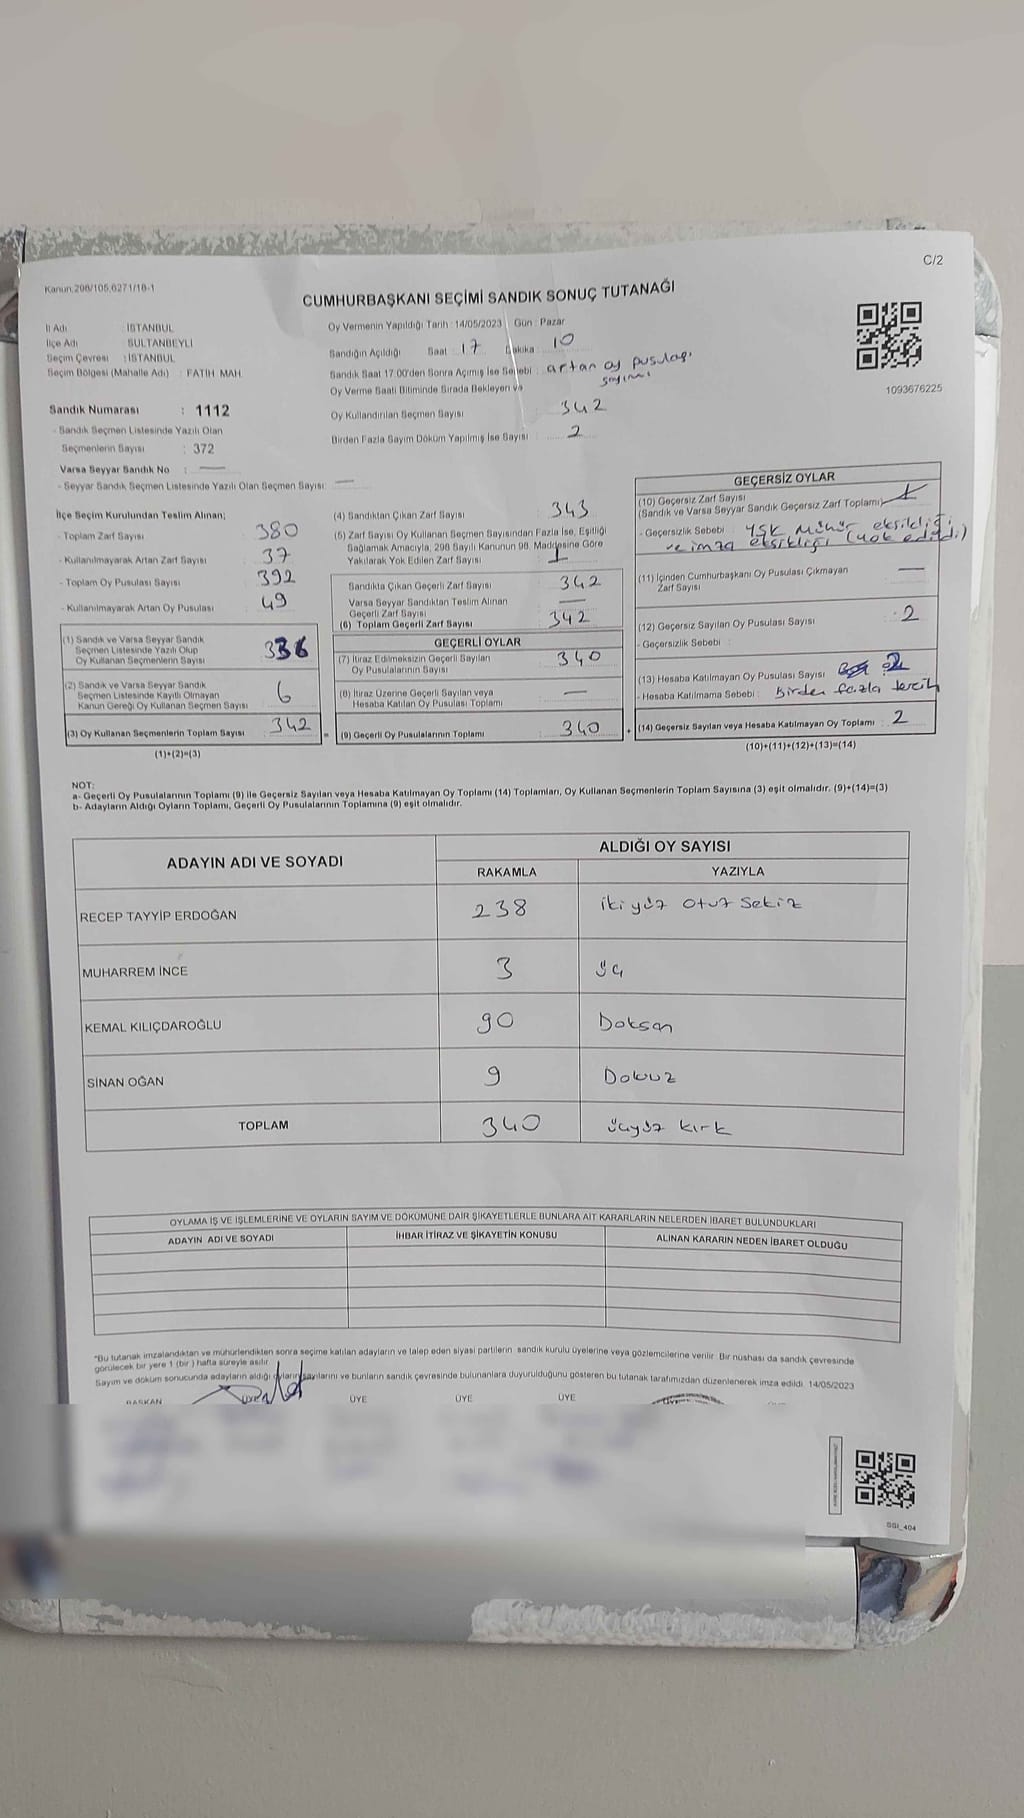 C/2
Kanun:298/105.6271/18-1
CUMHURBAŞKANI SEÇİMİ SANDIK SONUÇ TUTANAĞI
İl Adı : İSTANBUL
İlçe Adı : SULTANBEYLİ
Seçim Çevresi : İSTANBUL
Seçim Bölgesi (Mahalle Adı) : FATİH MAH.
Oy Vermenin Yapıldığı Tarih : 14/05/2023 Gün : Pazar
Sandığın Açıldığı Saat : 17 Dakika : 10
Sandık Saat 17.00'den Sonra Açılmış İse Sebebi : artan oy pusulası sayımı
Oy Verme Saati Bitiminde Sırada Bekleyen ve
Oy Kullandırılan Seçmen Sayısı : 342
Birden Fazla Sayım Döküm Yapılmış İse Sayısı : 2
1093676225
Sandık Numarası : 1112
- Sandık Seçmen Listesinde Yazılı Olan
Seçmenlerin Sayısı : 372
Varsa Seyyar Sandık No : —
- Seyyar Sandık Seçmen Listesinde Yazılı Olan Seçmen Sayısı: —
İlçe Seçim Kurulundan Teslim Alınan;
- Toplam Zarf Sayısı : 380
- Kullanılmayarak Artan Zarf Sayısı : 37
- Toplam Oy Pusulası Sayısı : 392
- Kullanılmayarak Artan Oy Pusulası : 49
(1) Sandık ve Varsa Seyyar Sandık
Seçmen Listesinde Yazılı Olup
Oy Kullanan Seçmenlerin Sayısı : 336
(2) Sandık ve Varsa Seyyar Sandık
Seçmen Listesinde Kayıtlı Olmayan
Kanun Gereği Oy Kullanan Seçmen Sayısı : 6
(3) Oy Kullanan Seçmenlerin Toplam Sayısı : 342
(1)+(2)=(3)
(4) Sandıktan Çıkan Zarf Sayısı : 343
(5) Zarf Sayısı Oy Kullanan Seçmen Sayısından Fazla İse, Eşitliği
Sağlamak Amacıyla, 298 Sayılı Kanunun 98. Maddesine Göre
Yakılarak Yok Edilen Zarf Sayısı : 1
Sandıkta Çıkan Geçerli Zarf Sayısı : 342
Varsa Seyyar Sandıktan Teslim Alınan
Geçerli Zarf Sayısı : —
(6) Toplam Geçerli Zarf Sayısı : 342
GEÇERLİ OYLAR
(7) İtiraz Edilmeksizin Geçerli Sayılan
Oy Pusulalarının Sayısı : 340
(8) İtiraz Üzerine Geçerli Sayılan veya
Hesaba Katılan Oy Pusulası Toplamı : —
(9) Geçerli Oy Pusulalarının Toplamı : 340
GEÇERSİZ OYLAR
(10) Geçersiz Zarf Sayısı
(Sandık ve Varsa Seyyar Sandık Geçersiz Zarf Toplamı) : 1
- Geçersizlik Sebebi : YSK mühür eksikliği
ve imza eksikliği (yok edildi)
(11) İçinden Cumhurbaşkanı Oy Pusulası Çıkmayan
Zarf Sayısı : —
(12) Geçersiz Sayılan Oy Pusulası Sayısı : 2
- Geçersizlik Sebebi :
(13) Hesaba Katılmayan Oy Pusulası Sayısı : 2
- Hesaba Katılmama Sebebi : Birden fazla tercih
(14) Geçersiz Sayılan veya Hesaba Katılmayan Oy Toplamı : 2
(10)+(11)+(12)+(13)=(14)
NOT:
a- Geçerli Oy Pusulalarının Toplamı (9) ile Geçersiz Sayılan veya Hesaba Katılmayan Oy Toplamı (14) Toplamları, Oy Kullanan Seçmenlerin Toplam Sayısına (3) eşit olmalıdır. (9)+(14)=(3)
b- Adayların Aldığı Oyların Toplamı, Geçerli Oy Pusulalarının Toplamına (9) eşit olmalıdır.
ADAYIN ADI VE SOYADI
ALDIĞI OY SAYISI
RAKAMLA YAZIYLA
RECEP TAYYİP ERDOĞAN 238 iki yüz otuz sekiz
MUHARREM İNCE 3 üç
KEMAL KILIÇDAROĞLU 90 Doksan
SİNAN OĞAN 9 Dokuz
TOPLAM 340 üçyüz kırk
OYLAMA İŞ VE İŞLEMLERİNE VE OYLARIN SAYIM VE DÖKÜMÜNE DAİR ŞİKAYETLERLE BUNLARA AİT KARARLARIN NELERDEN İBARET BULUNDUKLARI
ADAYIN ADI VE SOYADI İHBAR İTİRAZ VE ŞİKAYETİN KONUSU ALINAN KARARIN NEDEN İBARET OLDUĞU
"Bu tutanak imzalandıktan ve mühürlendikten sonra seçime katılan adayların ve talep eden siyasi partilerin sandık kurulu üyelerine veya gözlemcilerine verilir. Bir nüshası da sandık çevresinde
görülecek bir yere 1 (bir) hafta süreyle asılır.
Sayım ve döküm sonucunda adayların aldığı oyların sayılarını ve bunların sandık çevresinde bulunanlara duyurulduğunu gösteren bu tutanak tarafımızdan düzenlenerek imza edildi. 14/05/2023
BAŞKAN ÜYE ÜYE ÜYE ÜYE
SSI_404